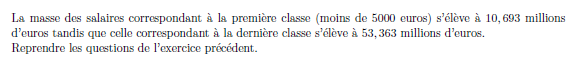 La masse des salaires correspondant à la première classe (moins de 5000 euros) s'élève à 10, 693 millions
d'euros tandis que celle correspondant à la dernière classe s'élève à 53, 363 millions d'euros.
Reprendre les questions de l'exercice précédent.